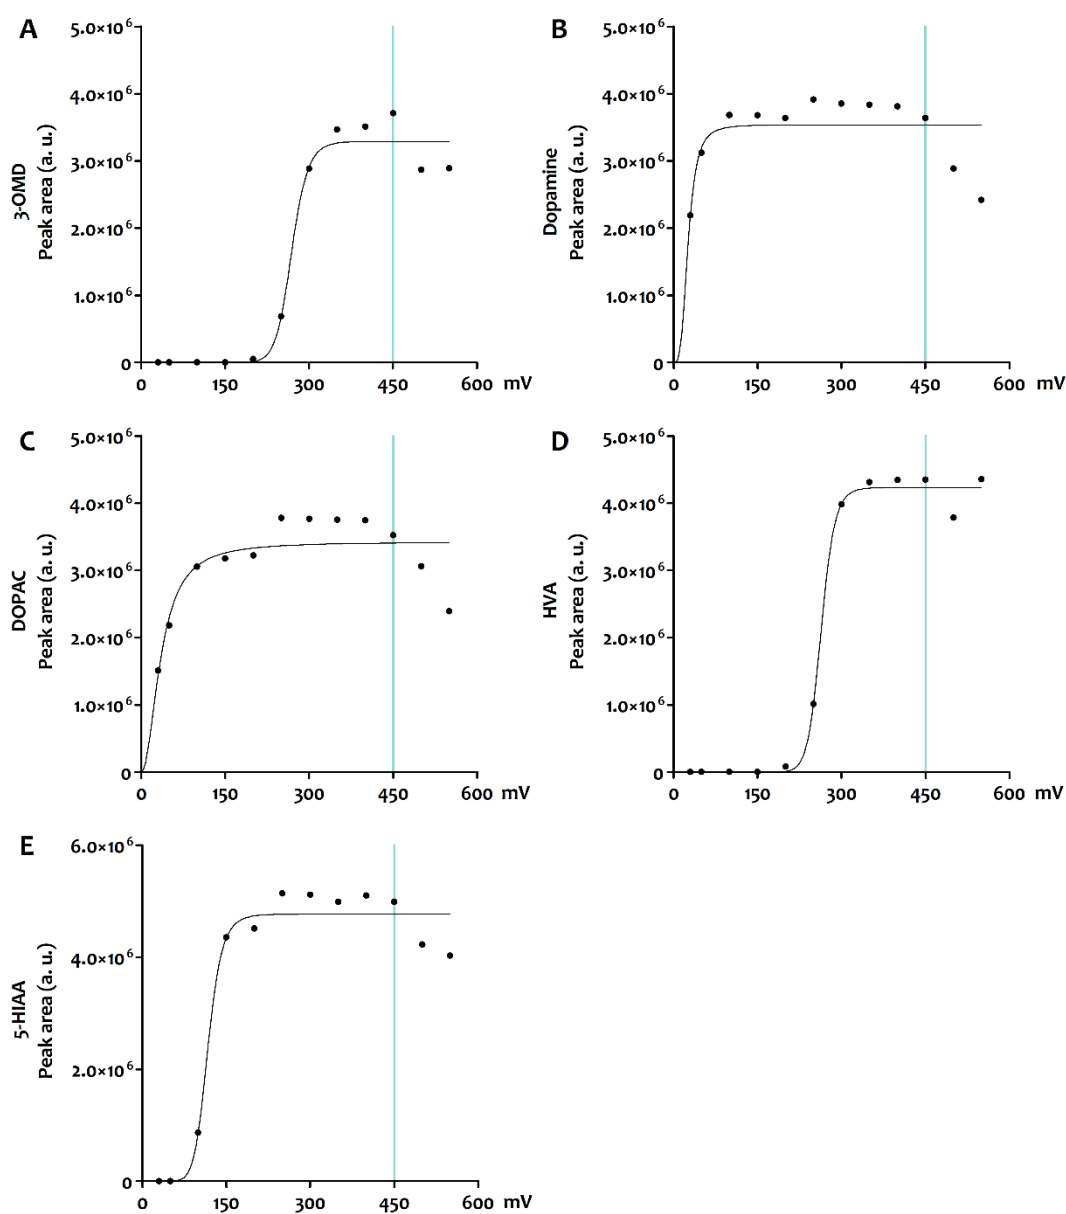 A
3-OMD
Peak area (a. u.)
5.0×10⁶
4.0×10⁶
3.0×10⁶
2.0×10⁶
1.0×10⁶
0
0 150 300 450 600 mV
B
Dopamine
Peak area (a. u.)
5.0×10⁶
4.0×10⁶
3.0×10⁶
2.0×10⁶
1.0×10⁶
0
0 150 300 450 600 mV
C
DOPAC
Peak area (a. u.)
5.0×10⁶
4.0×10⁶
3.0×10⁶
2.0×10⁶
1.0×10⁶
0
0 150 300 450 600 mV
D
HVA
Peak area (a. u.)
5.0×10⁶
4.0×10⁶
3.0×10⁶
2.0×10⁶
1.0×10⁶
0
0 150 300 450 600 mV
E
5-HIAA
Peak area (a. u.)
6.0×10⁶
4.0×10⁶
2.0×10⁶
0
0 150 300 450 600 mV